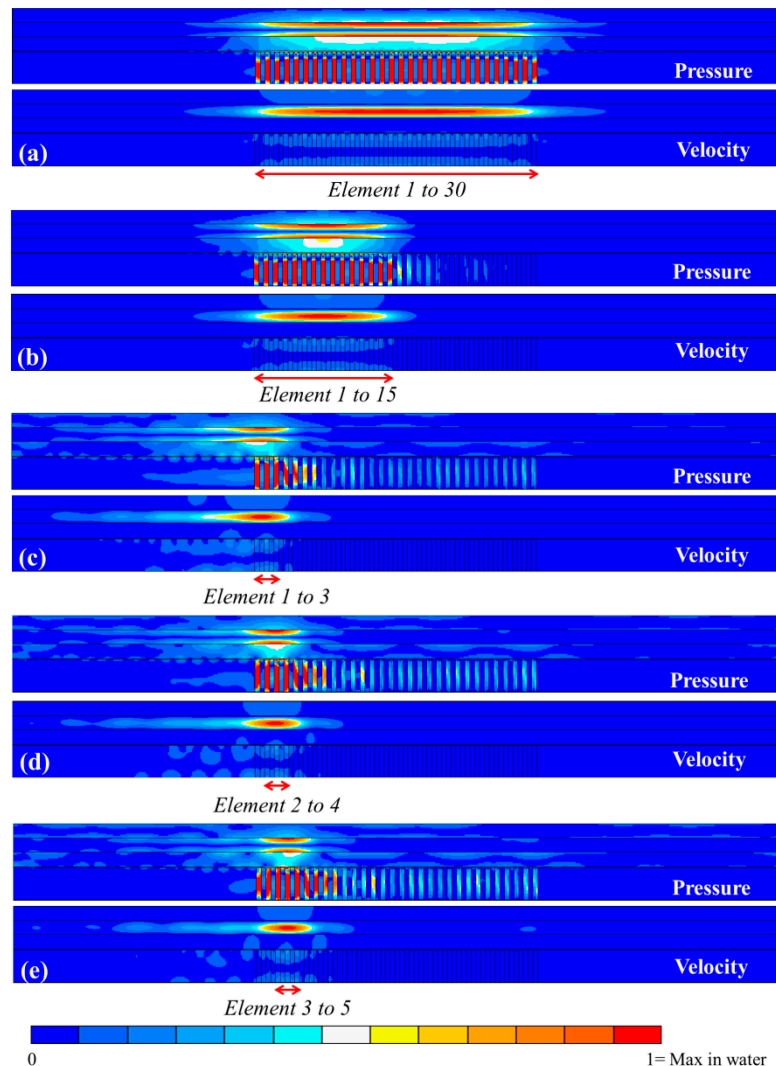 Pressure
(a)
Velocity
Element 1 to 30
Pressure
(b)
Velocity
Element 1 to 15
Pressure
(c)
Velocity
Element 1 to 3
Pressure
(d)
Velocity
Element 2 to 4
Pressure
(e)
Velocity
Element 3 to 5
0
1= Max in water